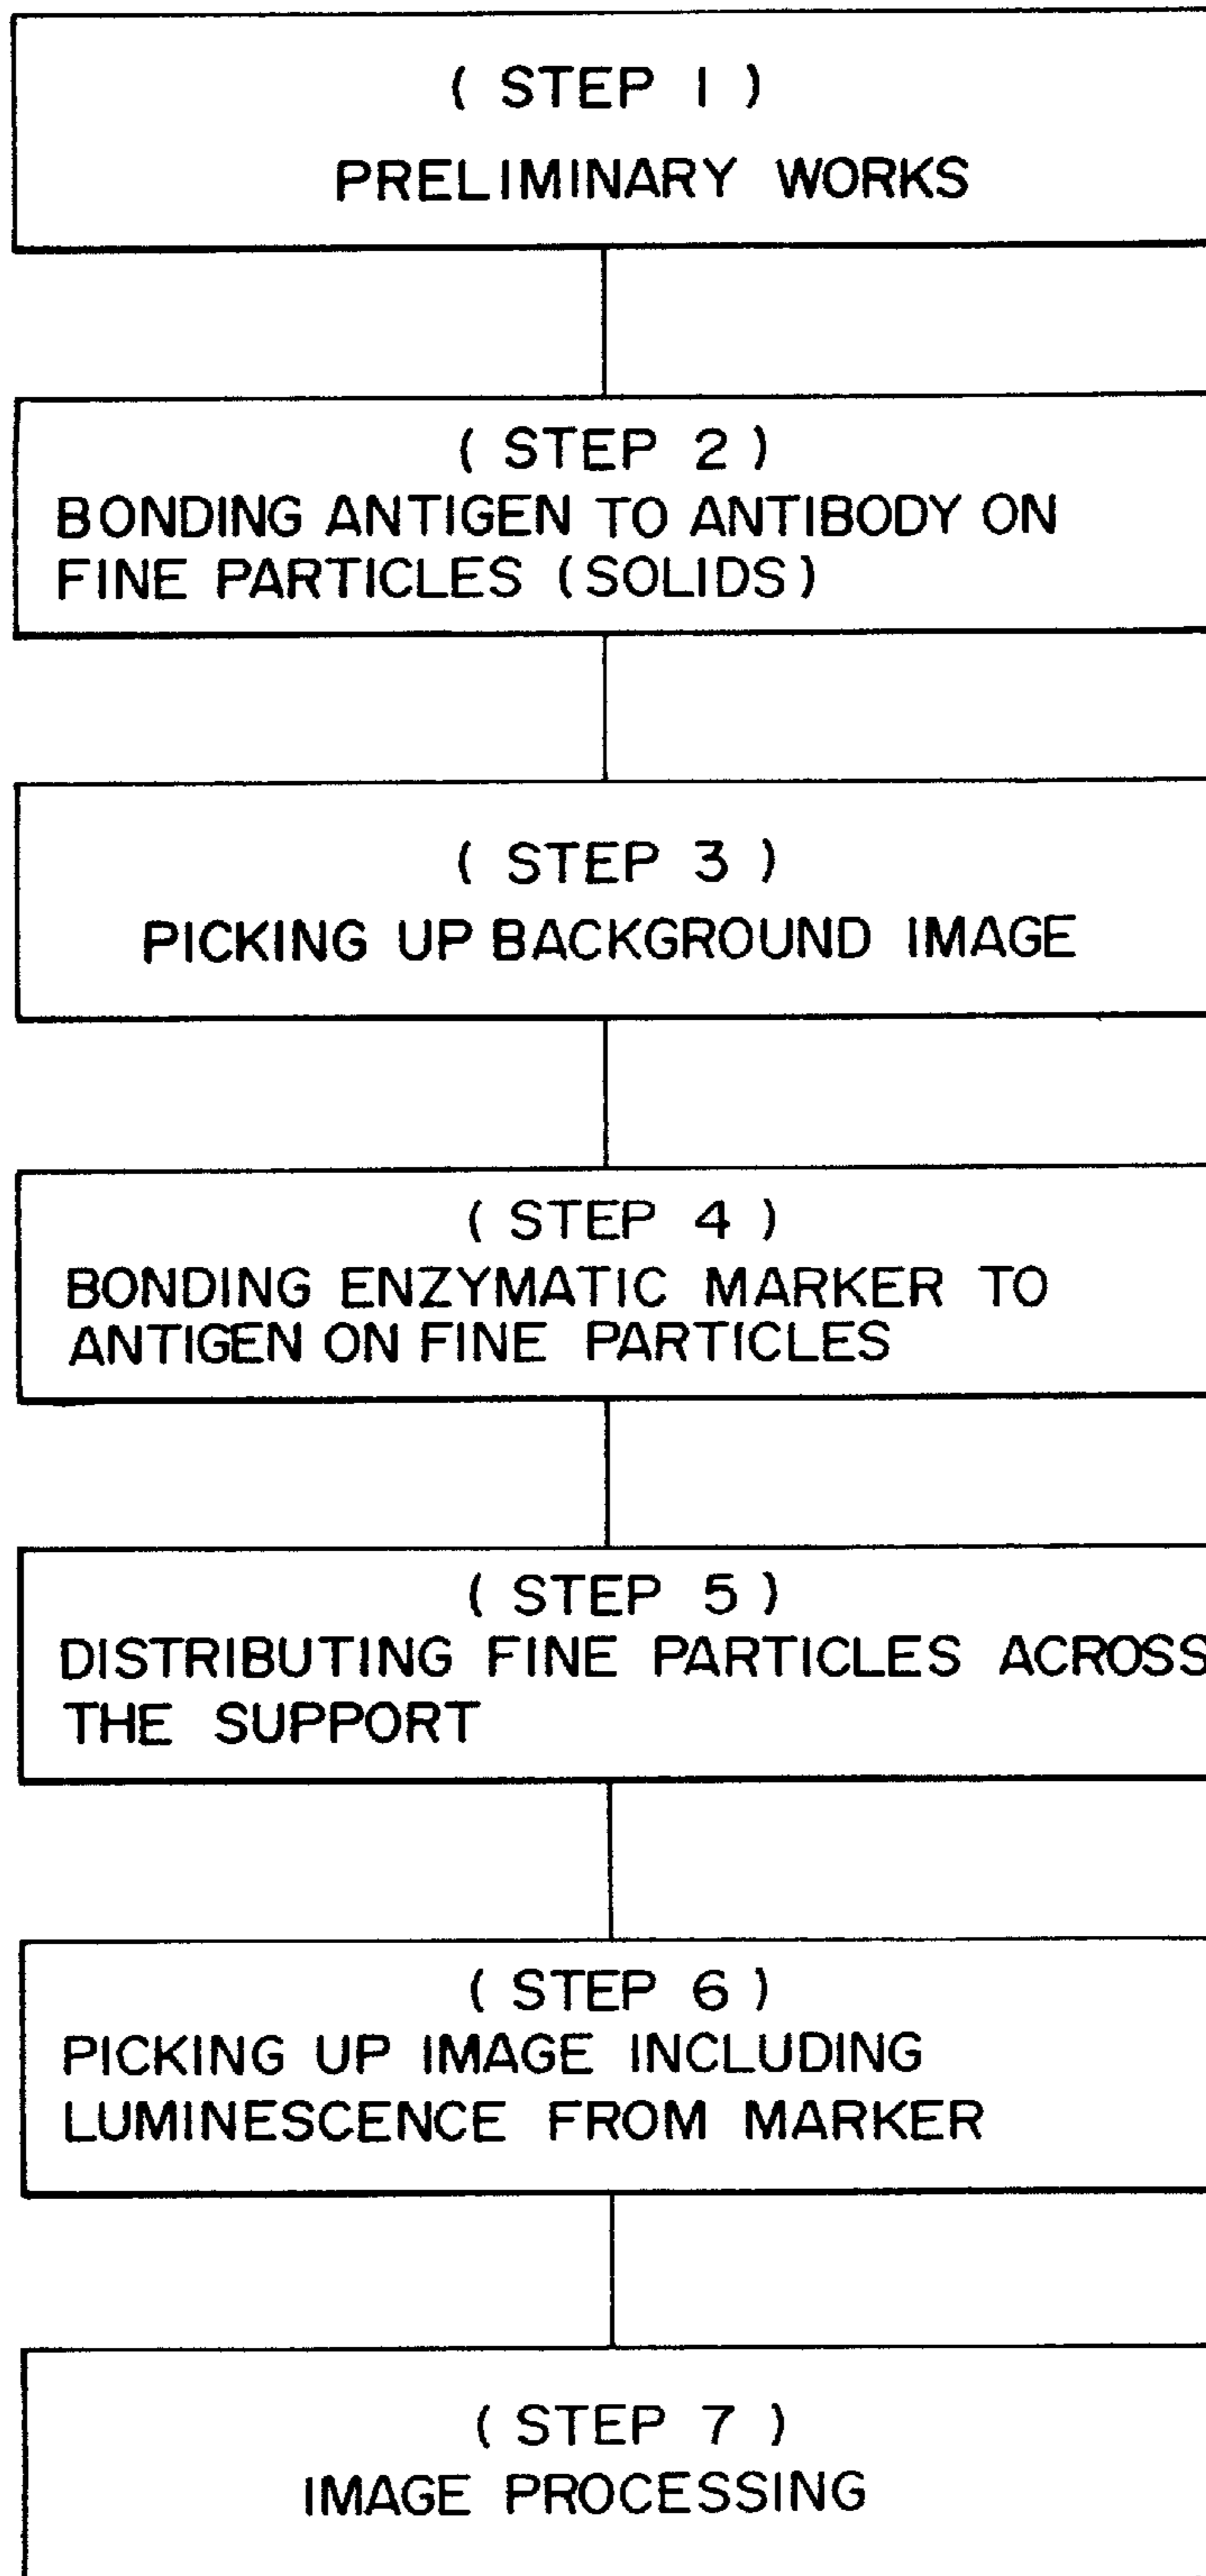 ( STEP 1 )
PRELIMINARY WORKS
( STEP 2 )
BONDING ANTIGEN TO ANTIBODY ON
FINE PARTICLES (SOLIDS)
( STEP 3 )
PICKING UP BACKGROUND IMAGE
( STEP 4 )
BONDING ENZYMATIC MARKER TO
ANTIGEN ON FINE PARTICLES
( STEP 5 )
DISTRIBUTING FINE PARTICLES ACROSS
THE SUPPORT
( STEP 6 )
PICKING UP IMAGE INCLUDING
LUMINESCENCE FROM MARKER
( STEP 7 )
IMAGE PROCESSING